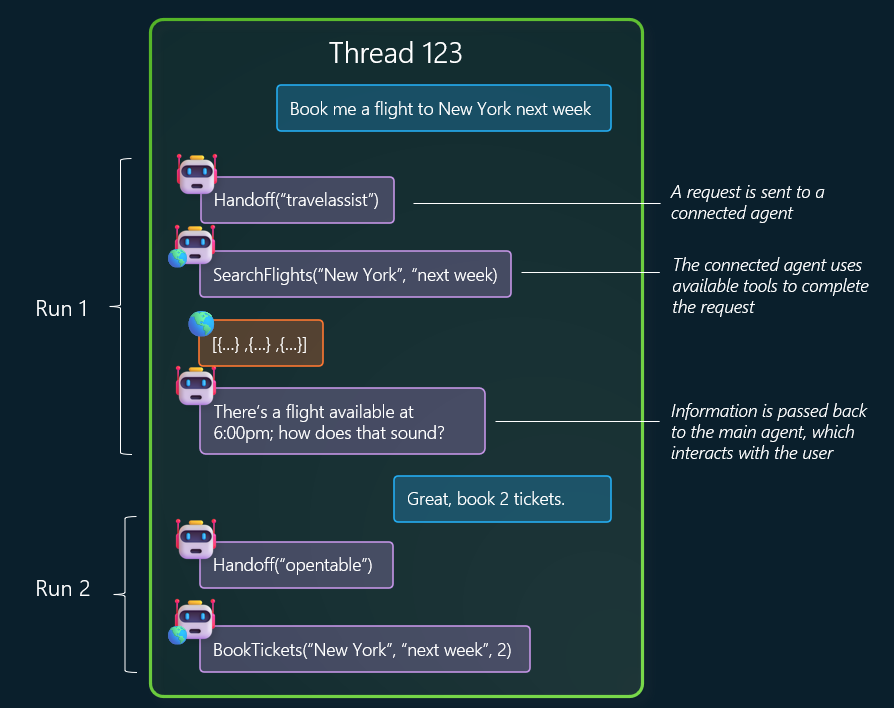 Thread 123
Book me a flight to New York next week
Run 1
Handoff(“travelassist”)
A request is sent to a
connected agent
SearchFlights(“New York”, “next week)
The connected agent uses
available tools to complete
the request
[{...} ,{...} ,{...}]
There’s a flight available at
6:00pm; how does that sound?
Information is passed back
to the main agent, which
interacts with the user
Great, book 2 tickets.
Run 2
Handoff(“opentable”)
BookTickets(“New York”, “next week”, 2)